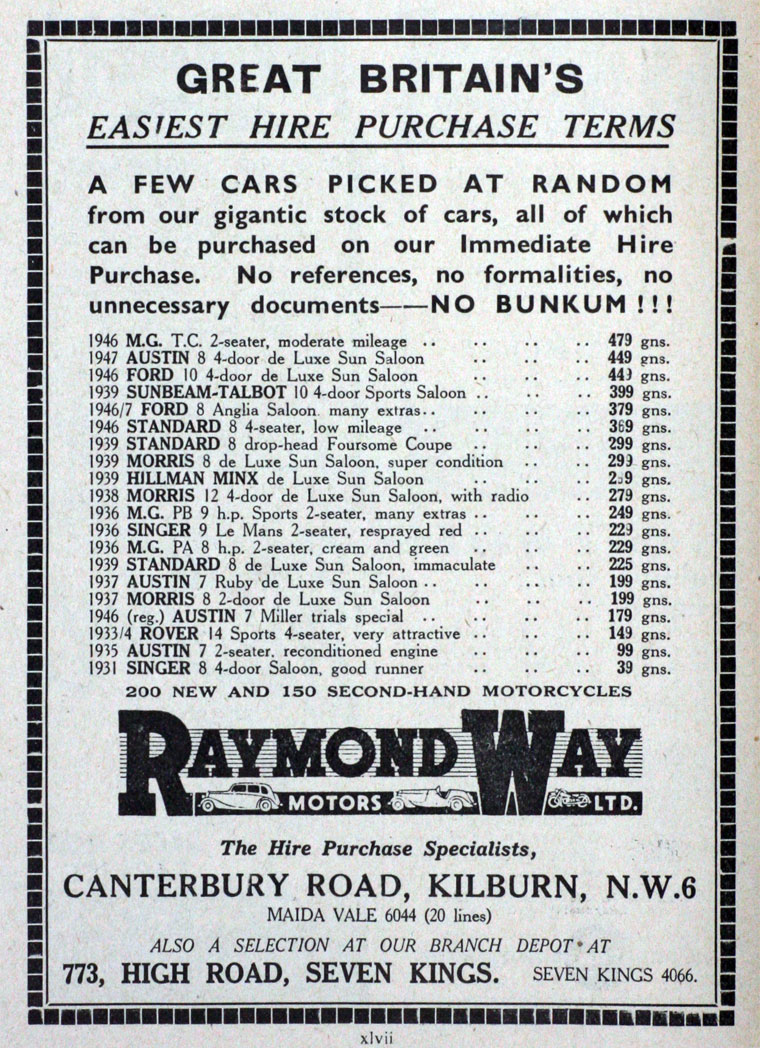 GREAT BRITAIN'S
EASIEST HIRE PURCHASE TERMS
A FEW CARS PICKED AT RANDOM
from our gigantic stock of cars, all of which
can be purchased on our Immediate Hire
Purchase. No references, no formalities, no
unnecessary documents——NO BUNKUM !!!
1946 M.G. T.C. 2-seater, moderate mileage .. .. .. .. 479 gns.
1947 AUSTIN 8 4-door de Luxe Sun Saloon .. .. .. 449 gns.
1946 FORD 10 4-door de Luxe Sun Saloon .. .. .. 449 gns.
1939 SUNBEAM-TALBOT 10 4-door Sports Saloon .. .. .. 399 gns.
1946/7 FORD 8 Anglia Saloon. many extras.. .. .. .. 379 gns.
1946 STANDARD 8 4-seater, low mileage .. .. .. .. 369 gns.
1939 STANDARD 8 drop-head Foursome Coupe .. .. .. 299 gns.
1939 MORRIS 8 de Luxe Sun Saloon, super condition .. .. 299 gns.
1939 HILLMAN MINX de Luxe Sun Saloon .. .. .. gns.
1938 MORRIS 12 4-door de Luxe Sun Saloon, with radio .. .. 279 gns.
1936 M.G. PB 9 h.p. Sports 2-seater, many extras .. .. .. 249 gns.
1936 SINGER 9 Le Mans 2-seater, resprayed red .. .. .. 229 gns.
1936 M.G. PA 8 h.p. 2-seater, cream and green .. .. .. 229 gns.
1939 STANDARD 8 de Luxe Sun Saloon, immaculate .. .. 225 gns.
1937 AUSTIN 7 Ruby de Luxe Sun Saloon .. .. .. .. 199 gns.
1937 MORRIS 8 2-door de Luxe Sun Saloon .. .. .. 199 gns.
1946 (reg.) AUSTIN 7 Miller trials special .. .. .. .. 179 gns.
1933/4 ROVER 14 Sports 4-seater, very attractive .. .. .. 149 gns.
1935 AUSTIN 7 2-seater, reconditioned engine .. .. .. 99 gns.
1931 SINGER 8 4-door Saloon, good runner .. .. .. 39 gns.
200 NEW AND 150 SECOND-HAND MOTORCYCLES
RAYMOND WAY
MOTORS LTD.
The Hire Purchase Specialists,
CANTERBURY ROAD, KILBURN, N.W.6
MAIDA VALE 6044 (20 lines)
ALSO A SELECTION AT OUR BRANCH DEPOT AT
773, HIGH ROAD, SEVEN KINGS. SEVEN KINGS 4066.
xlvii